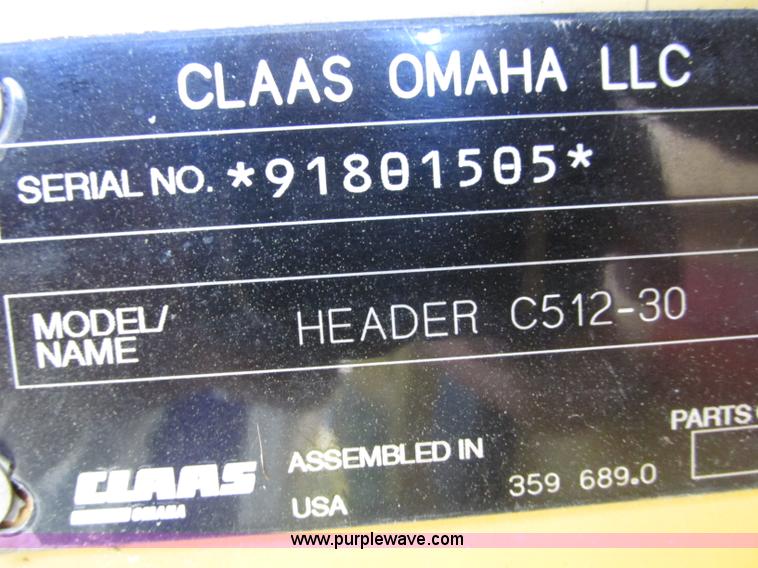 CLAAS OMAHA LLC
SERIAL NO. *91801505*
MODEL/
NAME
HEADER C512-30
PARTS
ASSEMBLED IN
USA
359 689.0
CLAAS
OMAHA
www.purplewave.com